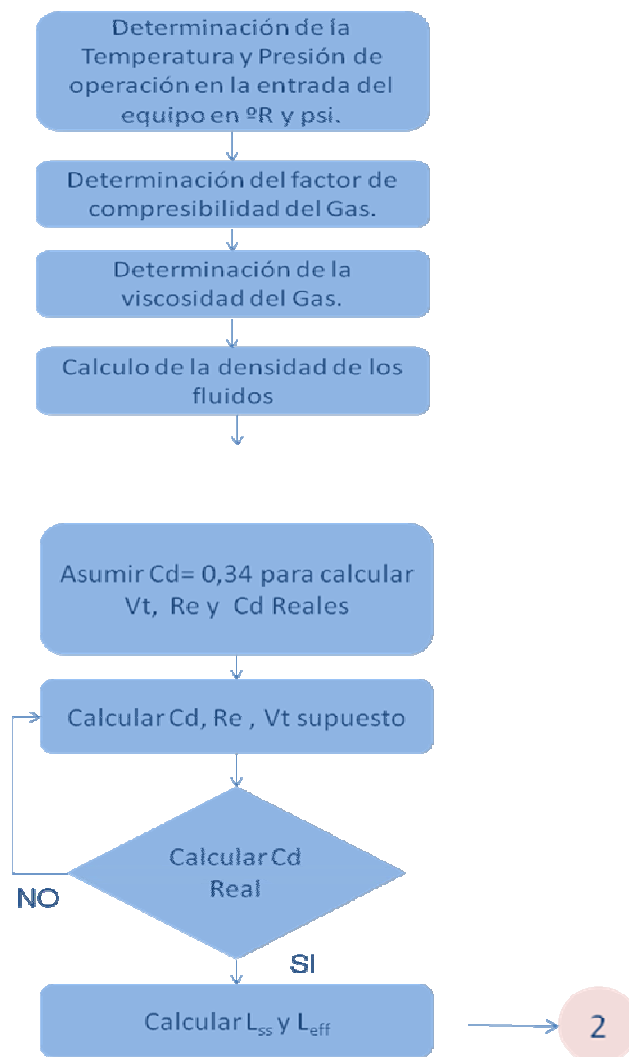 Determinación de la
Temperatura y Presión de
operación en la entrada del
equipo en ºR y psi.
Determinación del factor de
compresibilidad del Gas.
Determinación de la
viscosidad del Gas.
Calculo de la densidad de los
fluidos
Asumir Cd= 0,34 para calcular
Vt, Re y Cd Reales
Calcular Cd, Re , Vt supuesto
Calcular Cd
Real
NO
SI
Calcular Lss y Leff
2